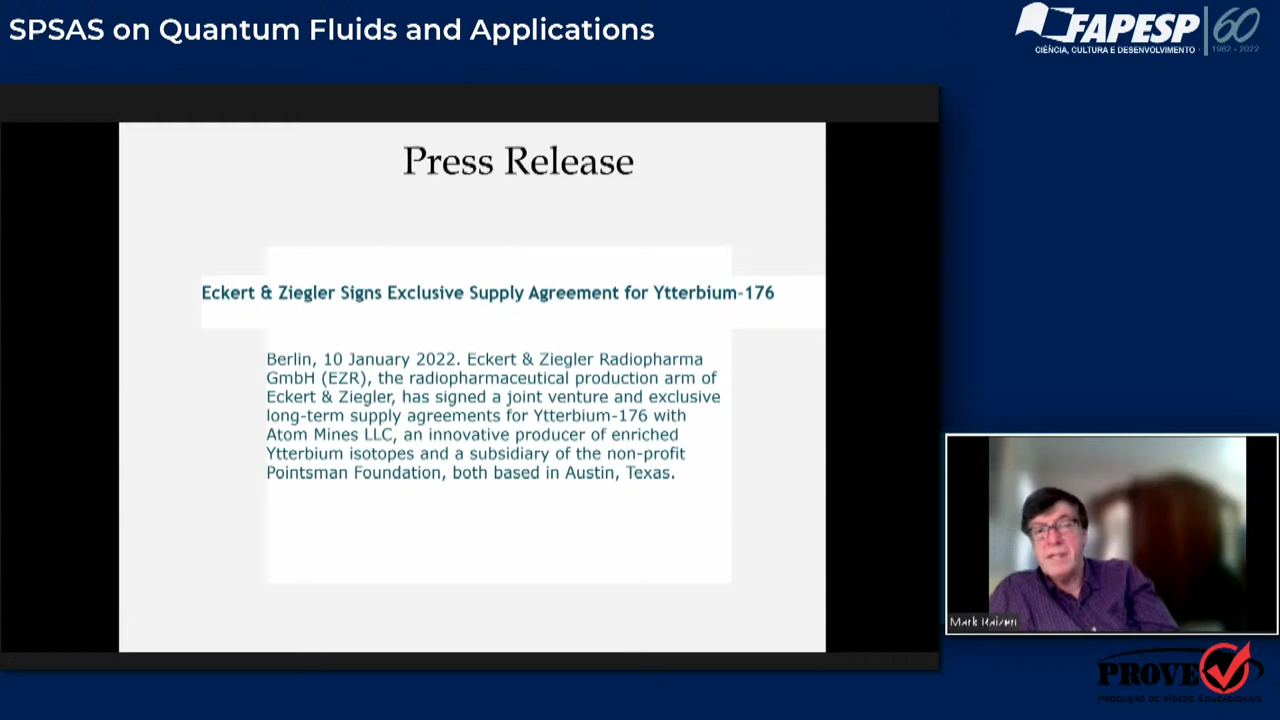 SPSAS on Quantum Fluids and Applications
FAPESP 60
CIÊNCIA, CULTURA E DESENVOLVIMENTO
1962 - 2022
Press Release
Eckert & Ziegler Signs Exclusive Supply Agreement for Ytterbium-176
Berlin, 10 January 2022. Eckert & Ziegler Radiopharma
GmbH (EZR), the radiopharmaceutical production arm of
Eckert & Ziegler, has signed a joint venture and exclusive
long-term supply agreements for Ytterbium-176 with
Atom Mines LLC, an innovative producer of enriched
Ytterbium isotopes and a subsidiary of the non-profit
Pointsman Foundation, both based in Austin, Texas.
Mark Raizen
PROVE
PRODUÇÃO DE VÍDEOS EDUCACIONAIS